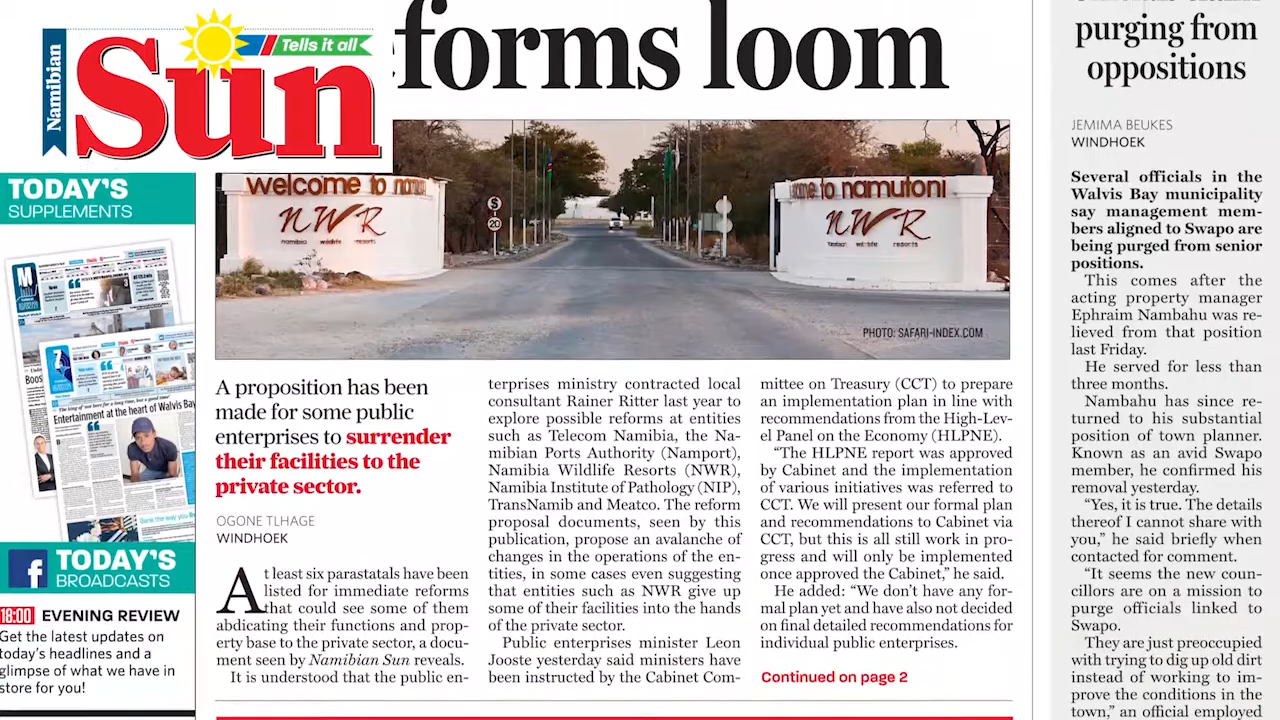 Namibian
Sun
Tells it all
forms loom
TODAY'S
SUPPLEMENTS
Entertainment at the heart of Walvis Bay
TODAY'S
BROADCASTS
18:00 EVENING REVIEW
Get the latest updates on
today's headlines and a
glimpse of what we have in
store for you!
welcome to
NWR
namibia wildlife resorts
to namutoni
NWR
wildlife resorts
PHOTO: SAFARI-INDEX.COM
A proposition has been
made for some public
enterprises to surrender
their facilities to the
private sector.
OGONE TLHAGE
WINDHOEK
At least six parastatals have been
listed for immediate reforms
that could see some of them
abdicating their functions and prop-
erty base to the private sector, a docu-
ment seen by Namibian Sun reveals.
It is understood that the public en-
terprises ministry contracted local
consultant Rainer Ritter last year to
explore possible reforms at entities
such as Telecom Namibia, the Na-
mibian Ports Authority (Namport),
Namibia Wildlife Resorts (NWR),
Namibia Institute of Pathology (NIP),
TransNamib and Meatco. The reform
proposal documents, seen by this
publication, propose an avalanche of
changes in the operations of the en-
tities, in some cases even suggesting
that entities such as NWR give up
some of their facilities into the hands
of the private sector.
Public enterprises minister Leon
Jooste yesterday said ministers have
been instructed by the Cabinet Com-
mittee on Treasury (CCT) to prepare
an implementation plan in line with
recommendations from the High-Lev-
el Panel on the Economy (HLPNE).
"The HLPNE report was approved
by Cabinet and the implementation
of various initiatives was referred to
CCT. We will present our formal plan
and recommendations to Cabinet via
CCT, but this is all still work in pro-
gress and will only be implemented
once approved the Cabinet," he said.
He added: "We don't have any for-
mal plan yet and have also not decided
on final detailed recommendations for
individual public enterprises.
Continued on page 2
purging from
oppositions
JEMIMA BEUKES
WINDHOEK
Several officials in the
Walvis Bay municipality
say management mem-
bers aligned to Swapo are
being purged from senior
positions.
This comes after the
acting property manager
Ephraim Nambahu was re-
lieved from that position
last Friday.
He served for less than
three months.
Nambahu has since re-
turned to his substantial
position of town planner.
Known as an avid Swapo
member, he confirmed his
removal yesterday.
"Yes, it is true. The details
thereof I cannot share with
you," he said briefly when
contacted for comment.
"It seems the new coun-
cillors are on a mission to
purge officials linked to
Swapo.
They are just preoccupied
with trying to dig up old dirt
instead of working to im-
prove the conditions in the
town," an official employed